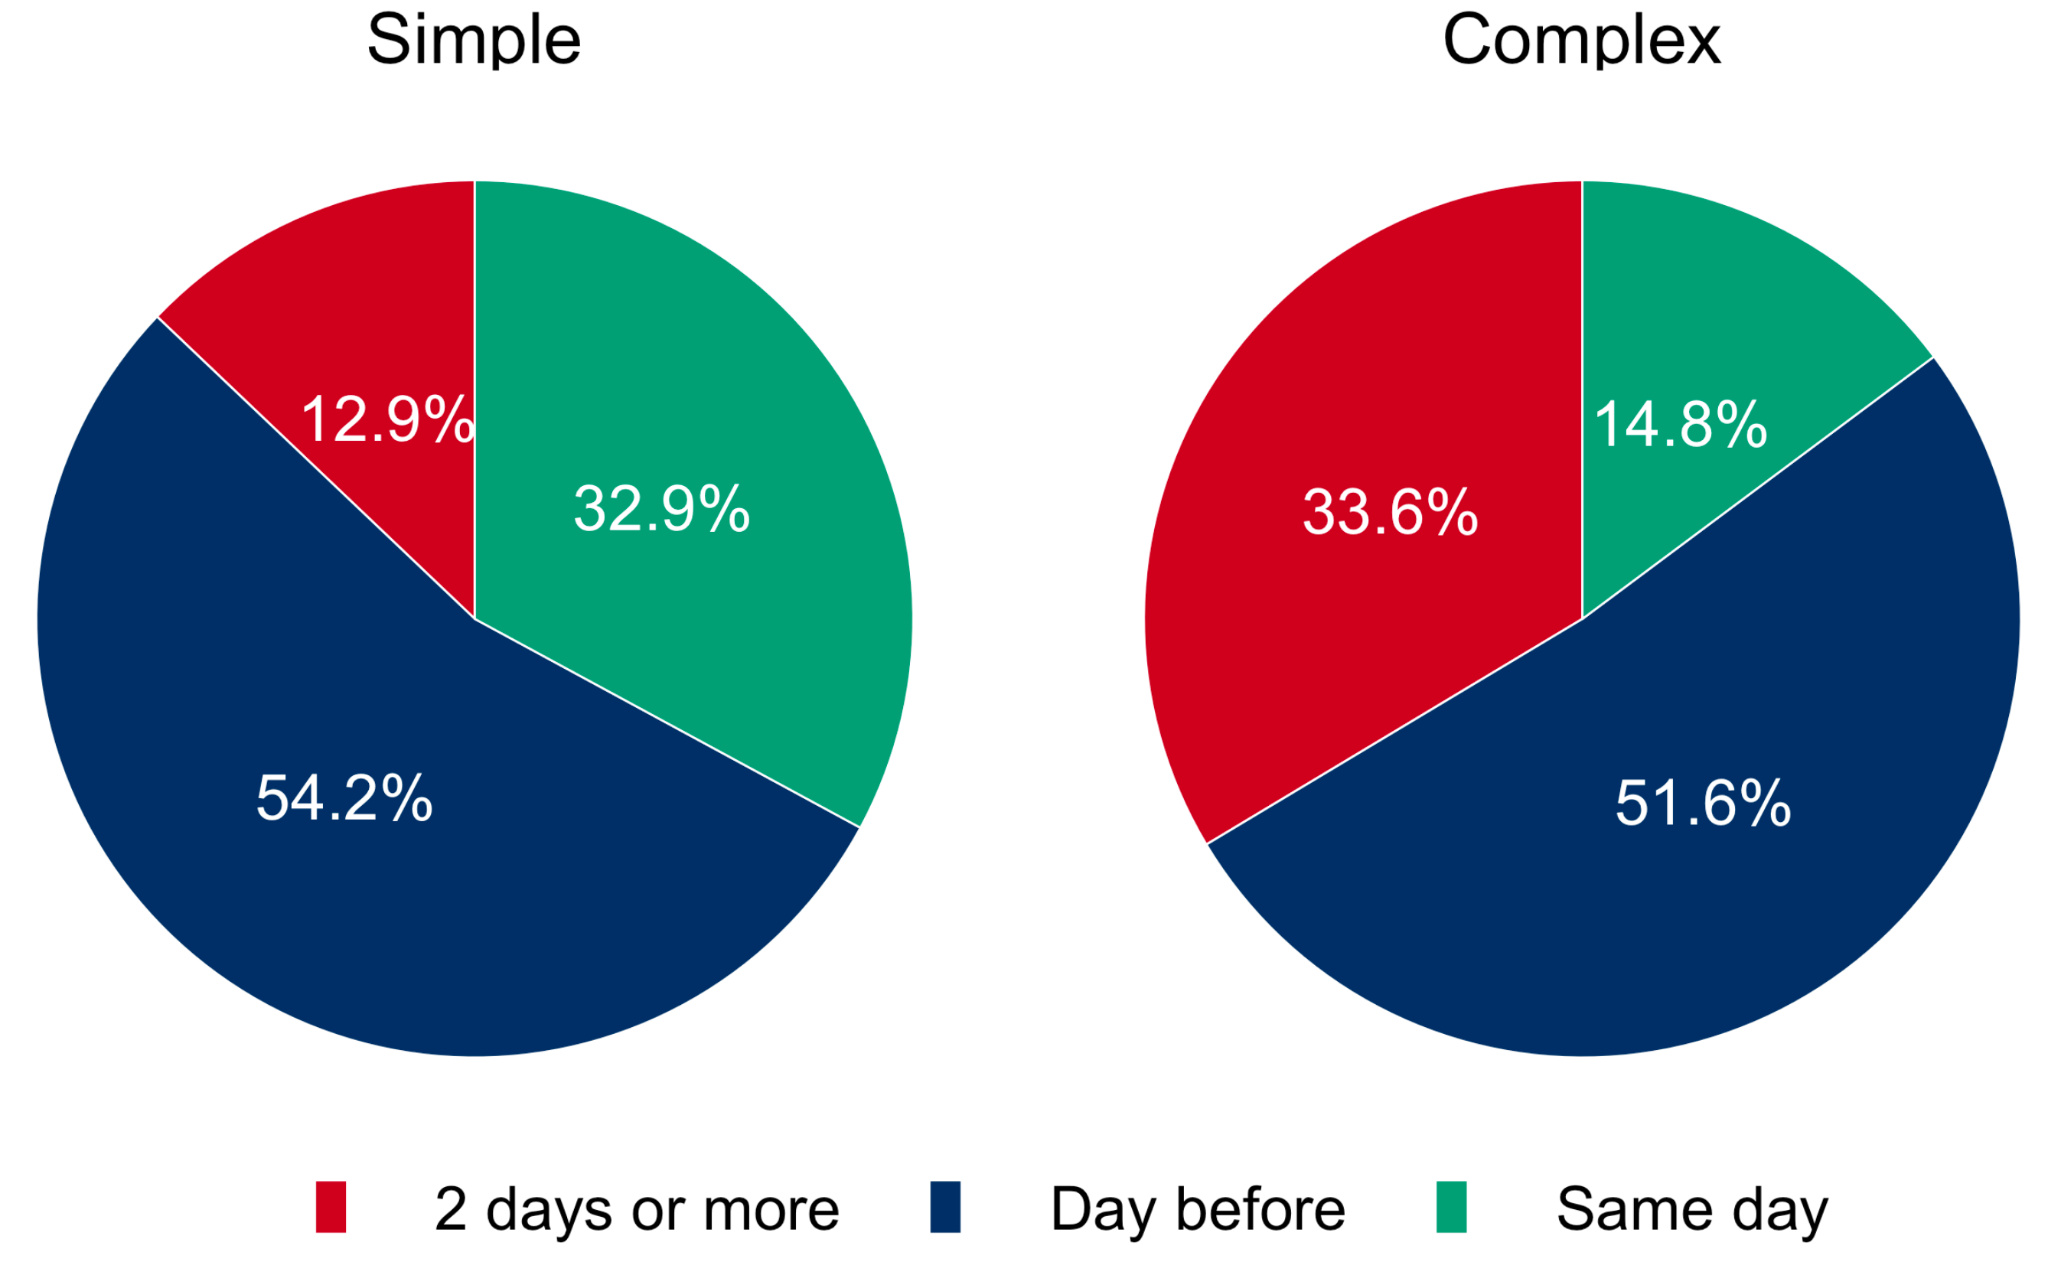 Simple
Complex
12.9%
32.9%
54.2%
33.6%
14.8%
51.6%
2 days or more
Day before
Same day